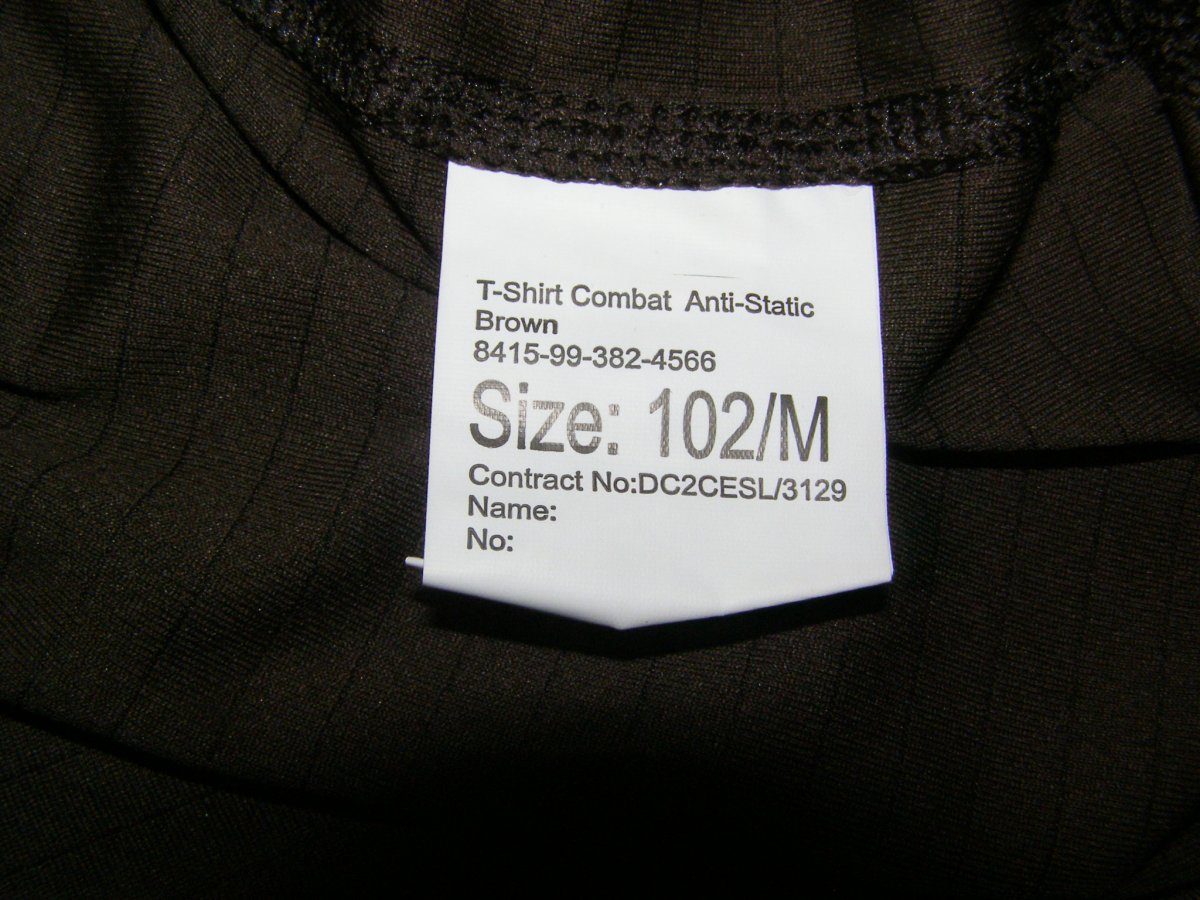 T-Shirt Combat Anti-Static
Brown
8415-99-382-4566
Size: 102/M
Contract No:DC2CESL/3129
Name:
No: